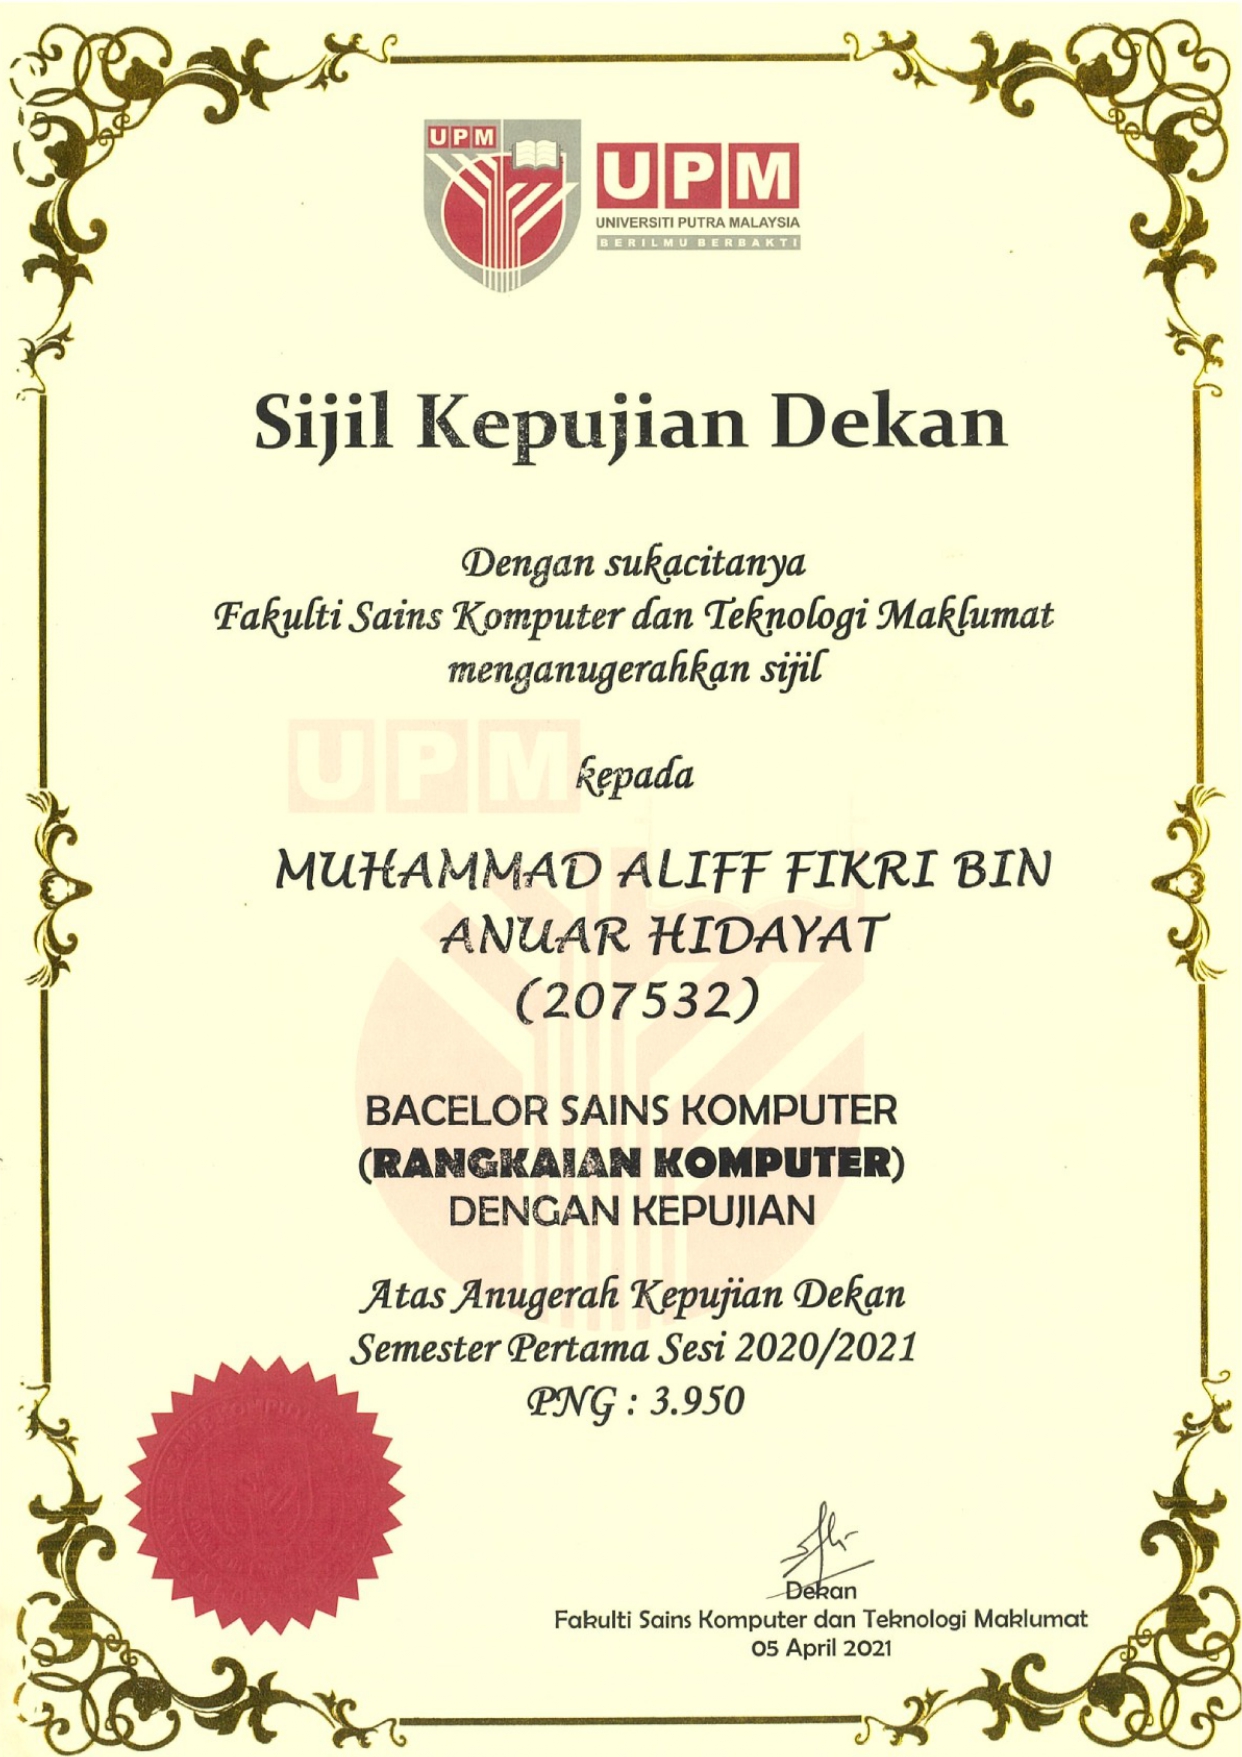 UPM
UPM
UNIVERSITI PUTRA MALAYSIA
BERILMU BERBAKTI
Sijil Kepujian Dekan
Dengan sukacitanya
Fakulti Sains Komputer dan Teknologi Maklumat
menganugerahkan sijil
UPM
kepada
MUHAMMAD ALIFF FIKRI BIN
ANUAR HIDAYAT
(207532)
BACELOR SAINS KOMPUTER
(RANGKAIAN KOMPUTER)
DENGAN KEPUJIAN
Atas Anugerah Kepujian Dekan
Semester Pertama Sesi 2020/2021
PNG : 3.950
Dekan
Fakulti Sains Komputer dan Teknologi Maklumat
05 April 2021